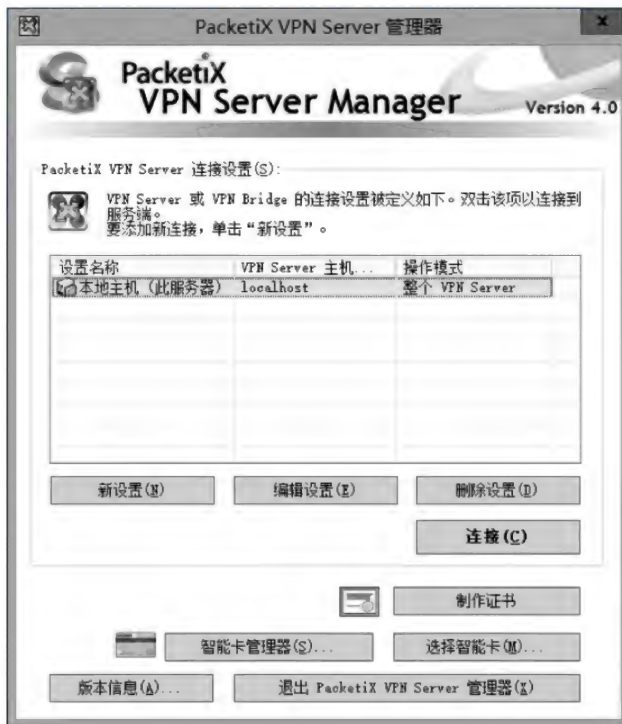 PacketiX VPN Server 管理器
x
PacketiX
VPN Server Manager
Version 4.0
PacketiX VPN Server 连接设置(S):
VPN Server 或 VPN Bridge 的连接设置被定义如下。双击该项以连接到
服务端。
要添加新连接，单击“新设置”。
设置名称 VPN Server 主机... 操作模式
本地主机 (此服务器) localhost 整个 VPN Server
新设置(N) 编辑设置(E) 删除设置(D)
连接(C)
制作证书
智能卡管理器(S)... 选择智能卡(M)...
版本信息(A)... 退出 PacketiX VPN Server 管理器(X)